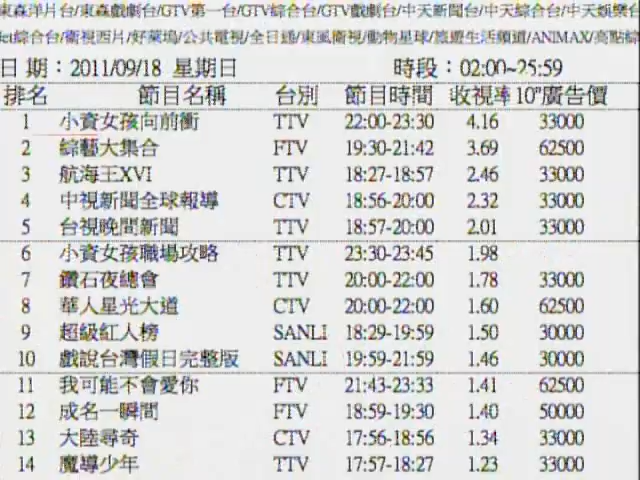 東森洋片台/東森戲劇台/GTV第一台/GTV綜合台/GTV戲劇台/中天新聞台/中天綜合台/中天娛樂台
Jet綜合台/衛視西片/好萊塢/公共電視/全日通/東風衛視/動物星球/旅遊生活頻道/ANIMAX/高點綜
日 期：2011/09/18 星期日 時段：02:00~25:59
排名 節目名稱 台別 節目時間 收視率 10"廣告價
1 小資女孩向前衝 TTV 22:00-23:30 4.16 33000
2 綜藝大集合 FTV 19:30-21:42 3.69 62500
3 航海王XVI TTV 18:27-18:57 2.46 33000
4 中視新聞全球報導 CTV 18:56-20:00 2.32 33000
5 台視晚間新聞 TTV 18:57-20:00 2.01 33000
6 小資女孩職場攻略 TTV 23:30-23:45 1.98
7 鑽石夜總會 TTV 20:00-22:00 1.78 33000
8 華人星光大道 CTV 20:00-22:00 1.60 62500
9 超級紅人榜 SANLI 18:29-19:59 1.50 30000
10 戲說台灣假日完整版 SANLI 19:59-21:59 1.46 30000
11 我可能不會愛你 FTV 21:43-23:33 1.41 62500
12 成名一瞬間 FTV 18:59-19:30 1.40 50000
13 大陸尋奇 CTV 17:56-18:56 1.34 33000
14 魔導少年 TTV 17:57-18:27 1.23 33000